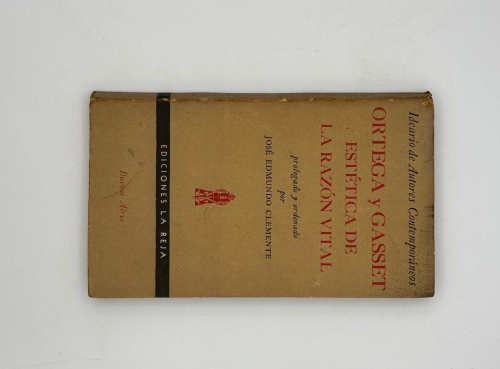 Ideario de Autores Contemporáneos
ORTEGA y GASSET
ESTÉTICA DE
LA RAZÓN VITAL
prologado y ordenado
por
JOSÉ EDMUNDO CLEMENTE
EDICIONES LA REJA
Buenos Aires